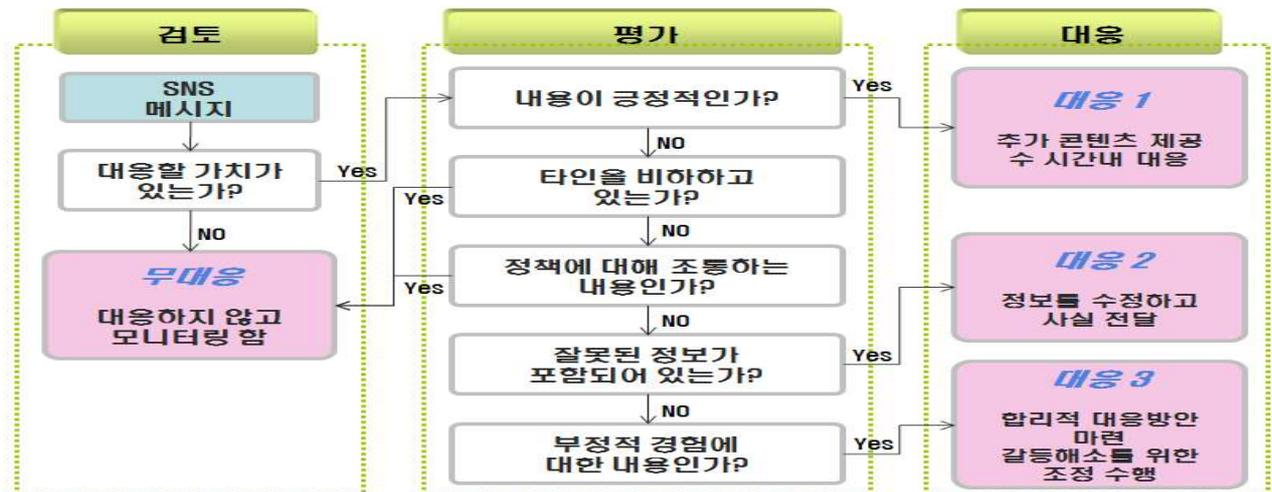 검토
SNS
메시지
대응할 가치가
있는가?
Yes
NO
무대응
대응하지 않고
모니터링 함
평가
내용이 긍정적인가?
Yes
NO
타인을 비하하고
있는가?
Yes
NO
정책에 대해 조롱하는
내용인가?
Yes
NO
잘못된 정보가
포함되어 있는가?
Yes
NO
부정적 경험에
대한 내용인가?
Yes
대응
대응 1
추가 콘텐츠 제공
수 시간내 대응
대응 2
정보를 수정하고
사실 전달
대응 3
합리적 대응방안
마련
갈등해소를 위한
조정 수행